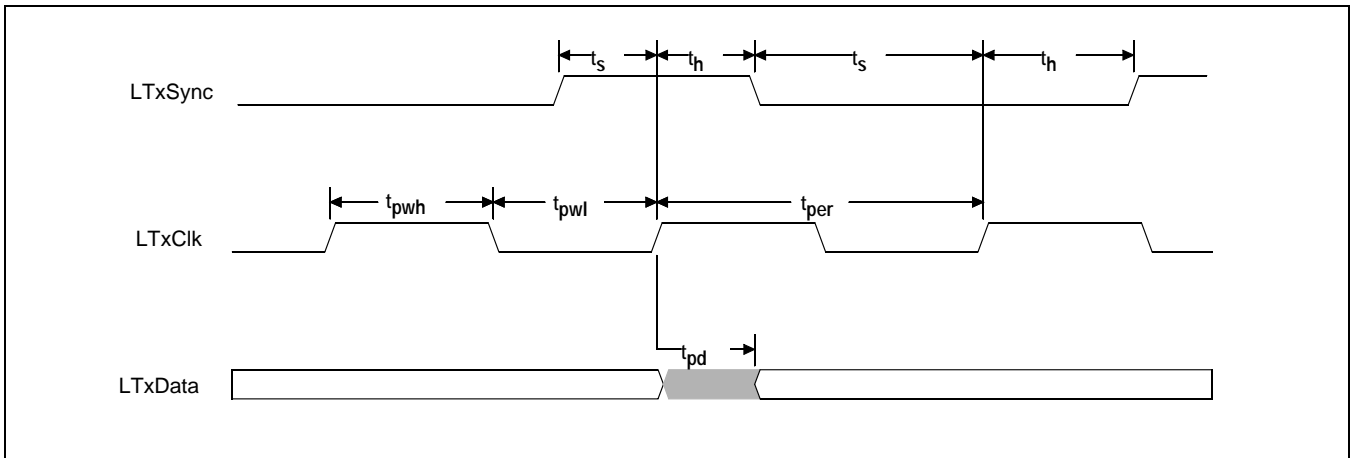 ts th ts th
LTxSync
tpwh tpwl tper
LTxClk
tpd
LTxData